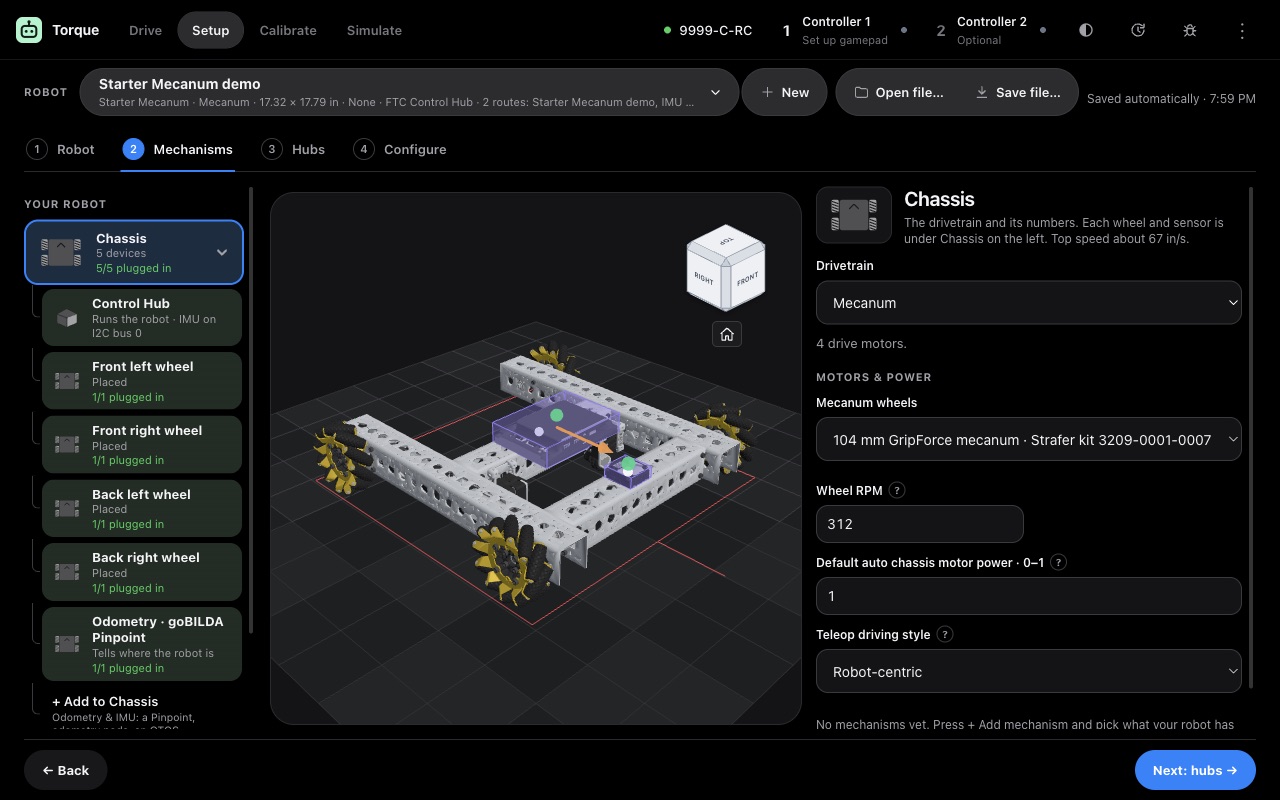 Torque
Drive
Setup
Calibrate
Simulate
9999-C-RC
1
Controller 1
Set up gamepad
2
Controller 2
Optional
ROBOT
Starter Mecanum demo
Starter Mecanum · Mecanum · 17.32 × 17.79 in · None · FTC Control Hub · 2 routes: Starter Mecanum demo, IMU ...
+ New
Open file...
Save file...
Saved automatically · 7:59 PM
1 Robot
2 Mechanisms
3 Hubs
4 Configure
YOUR ROBOT
Chassis
5 devices
5/5 plugged in
Control Hub
Runs the robot · IMU on
I2C bus 0
Front left wheel
Placed
1/1 plugged in
Front right wheel
Placed
1/1 plugged in
Back left wheel
Placed
1/1 plugged in
Back right wheel
Placed
1/1 plugged in
Odometry · goBILDA
Pinpoint
Tells where the robot is
1/1 plugged in
+ Add to Chassis
Odometry & IMU: a Pinpoint,
odometry pods, an OTOS
TOP
RIGHT
FRONT
Chassis
The drivetrain and its numbers. Each wheel and sensor is
under Chassis on the left. Top speed about 67 in/s.
Drivetrain
Mecanum
4 drive motors.
MOTORS & POWER
Mecanum wheels
104 mm GripForce mecanum · Strafer kit 3209-0001-0007
Wheel RPM ?
312
Default auto chassis motor power · 0–1 ?
1
Teleop driving style ?
Robot-centric
No mechanisms yet. Press + Add mechanism and pick what your robot has
← Back
Next: hubs →